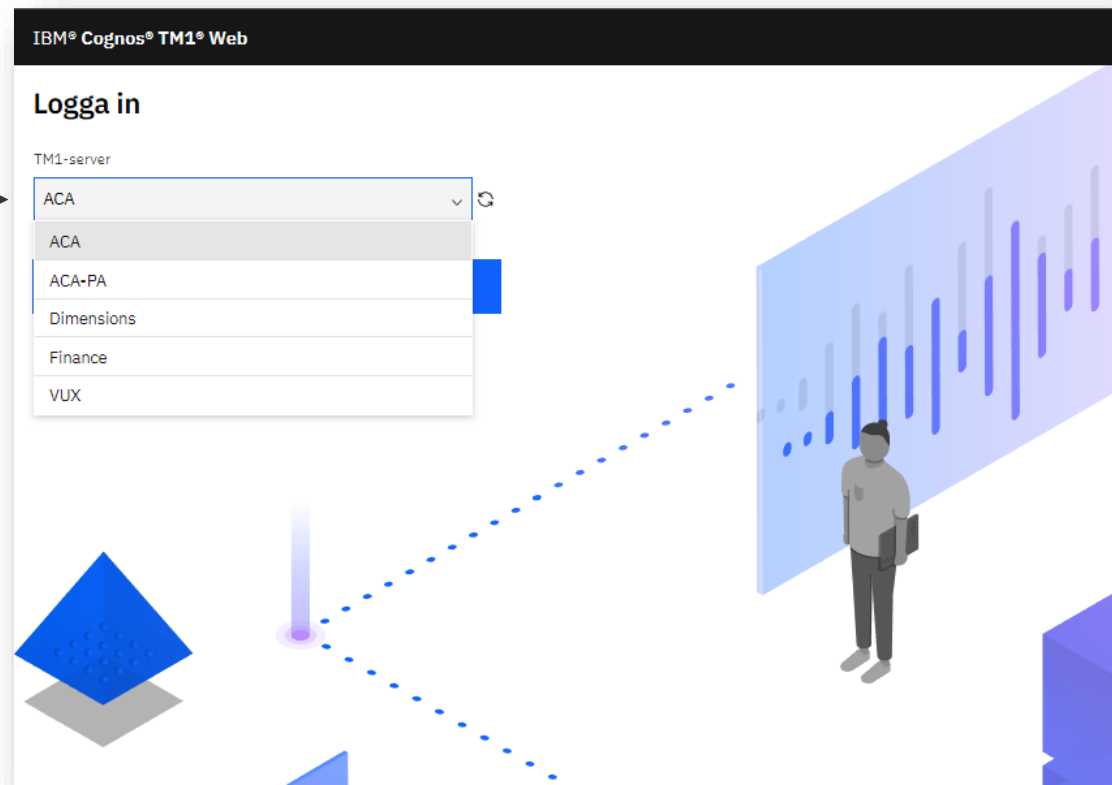 IBM® Cognos® TM1® Web
Logga in
TM1-server
ACA
ACA
ACA-PA
Dimensions
Finance
VUX